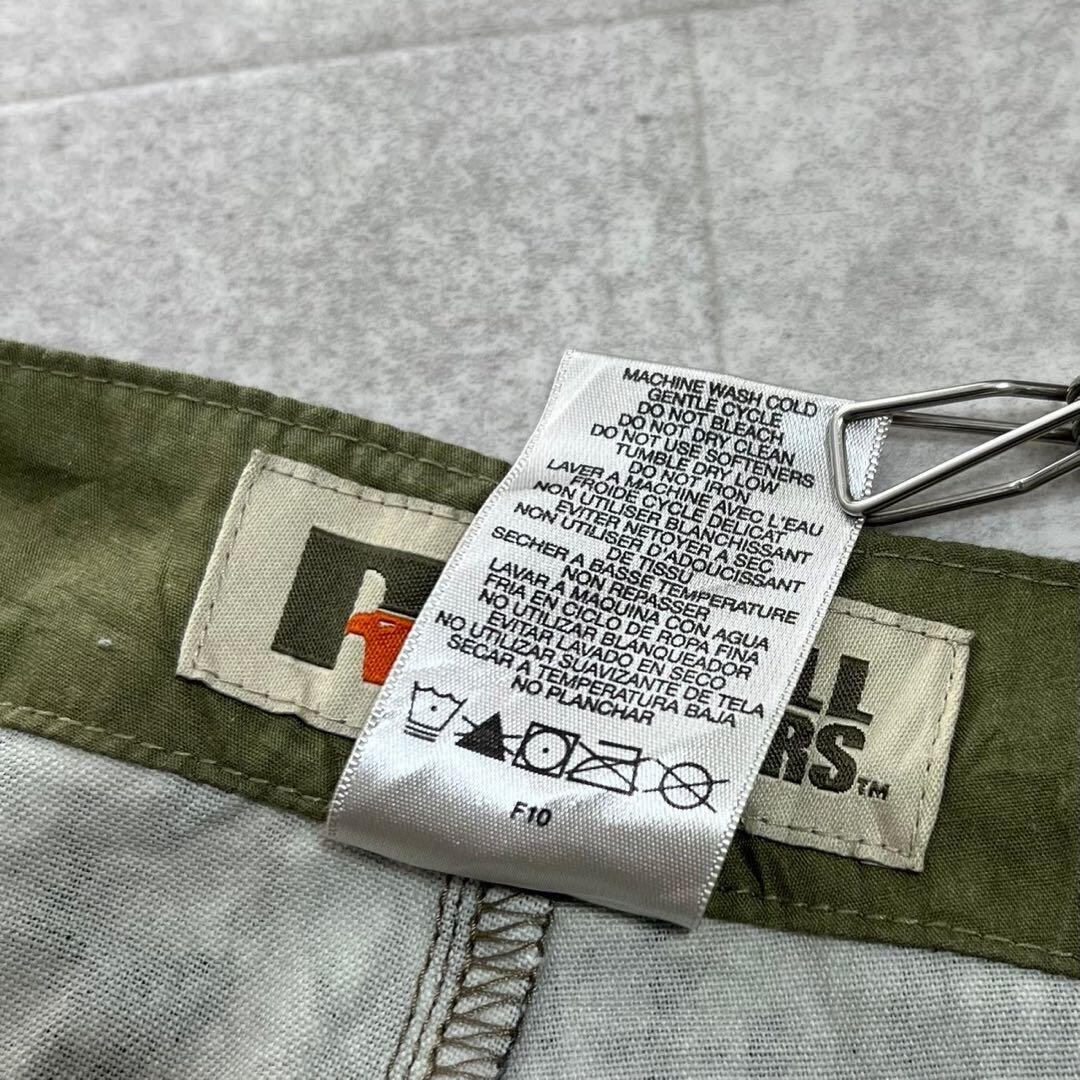 MACHINE WASH COLD
GENTLE CYCLE
DO NOT BLEACH
DO NOT DRY CLEAN
DO NOT USE SOFTENERS
TUMBLE DRY LOW
DO NOT IRON
LAVER A MACHINE AVEC L'EAU
FROIDE CYCLE DELICAT
NON UTILISER BLANCHISSANT
EVITER NETTOYER A SEC
NON UTILISER D'ADOUCISSANT
DE TISSU
SECHER A BASSE TEMPERATURE
NON REPASSER
LAVAR A MAQUINA CON AGUA
FRIA EN CICLO DE ROPA FINA
NO UTILIZAR BLANQUEADOR
EVITAR LAVADO EN SECO
NO UTILIZAR SUAVIZANTE DE TELA
SECAR A TEMPERATURA BAJA
NO PLANCHAR
F10
LL
RS™